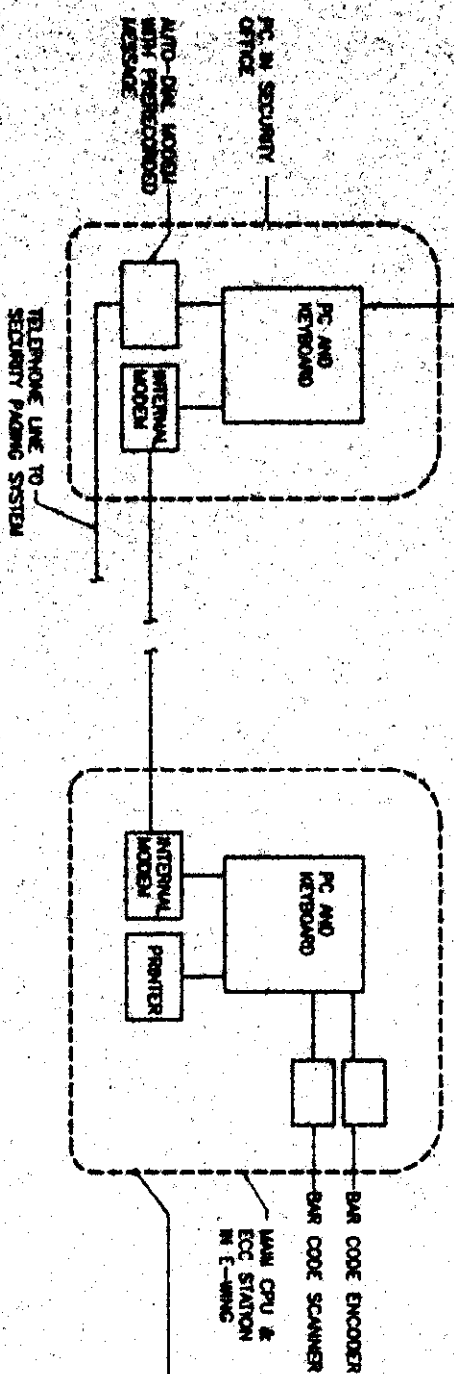 PC IN SECURITY
OFFICE
AUTO-DIAL MODEM
WITH PRERECORDED
MESSAGE
PC AND
KEYBOARD
INTERNAL
MODEM
TELEPHONE LINE TO
SECURITY PAGING SYSTEM
PC AND
KEYBOARD
INTERNAL
MODEM
PRINTER
BAR CODE ENCODER
BAR CODE SCANNER
MAIN CPU &
ECC STATION
IN E-WING